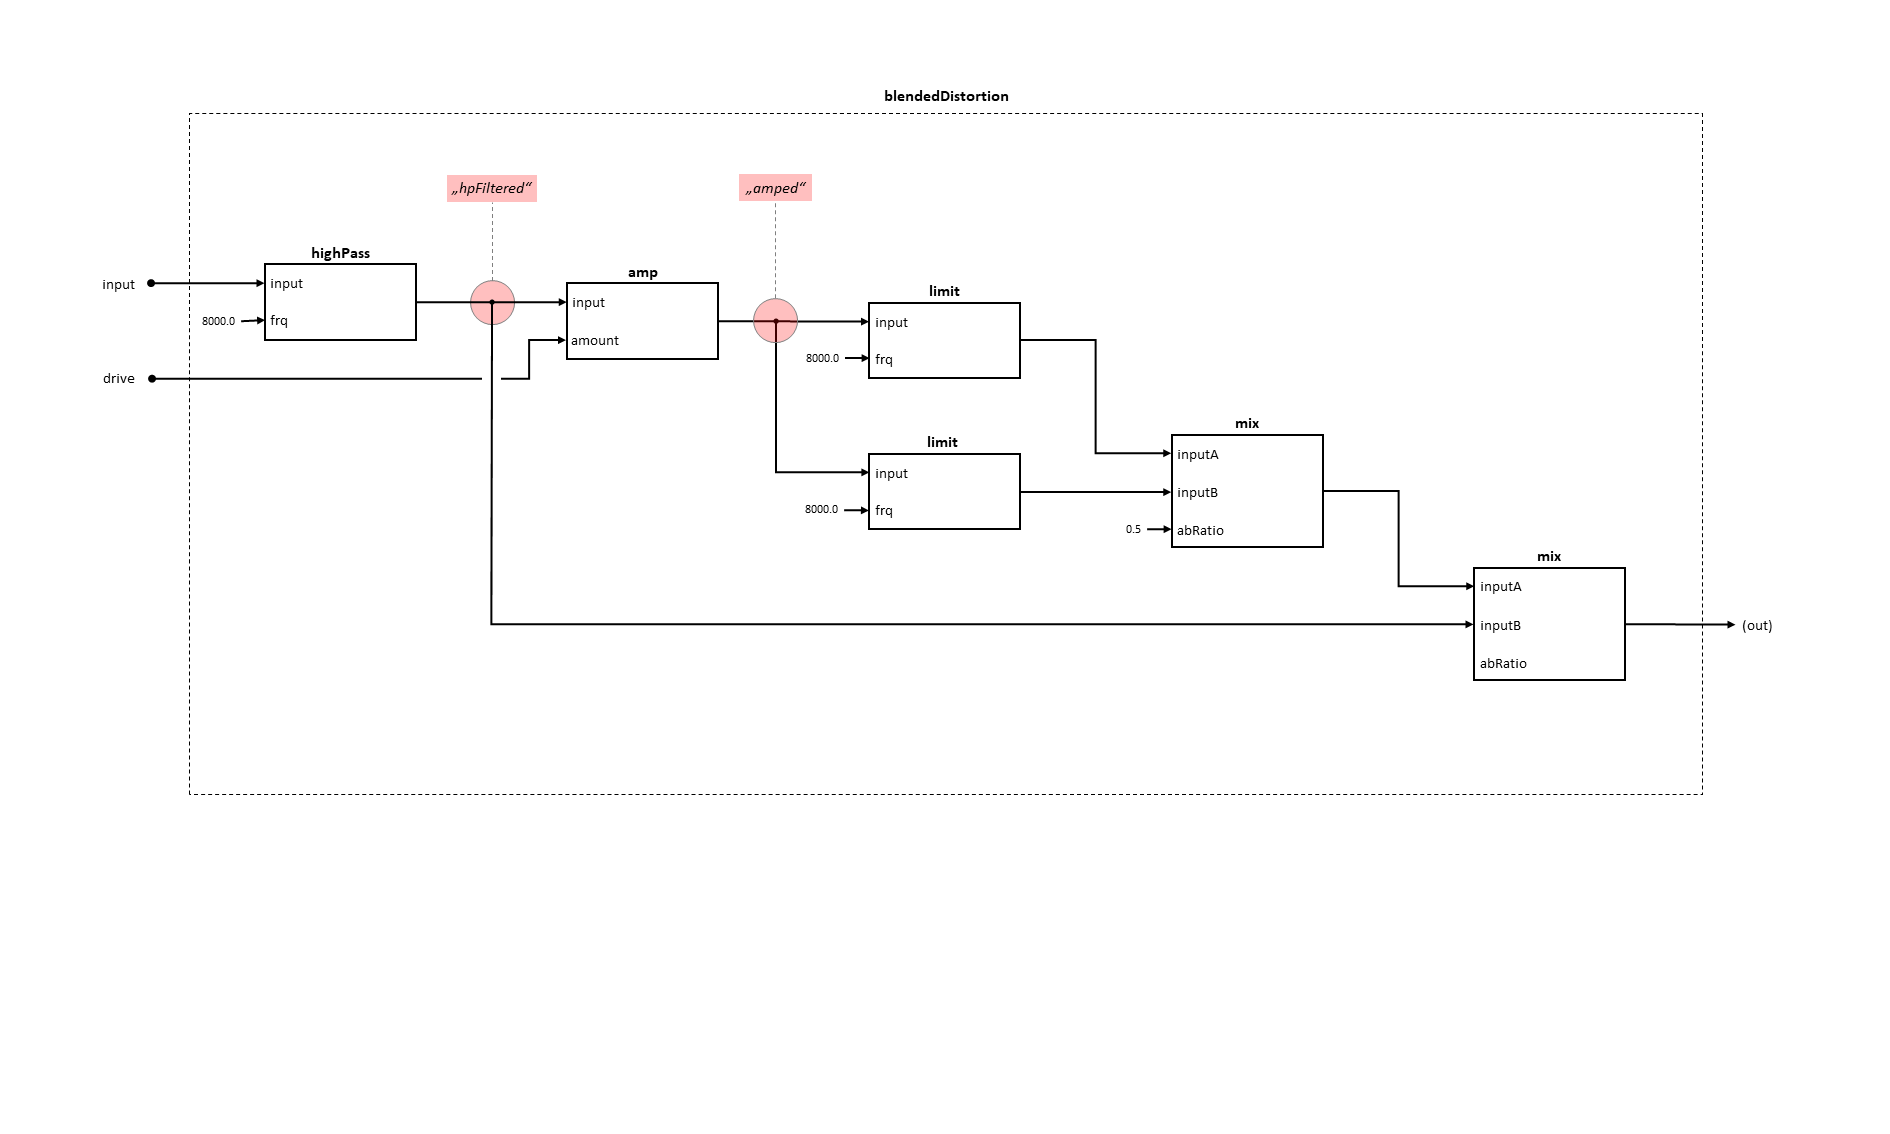 blendedDistortion
„hpFiltered“
„amped“
highPass
input
input
8000.0
frq
drive
amp
input
amount
limit
input
8000.0
frq
limit
input
8000.0
frq
mix
inputA
inputB
0.5
abRatio
mix
inputA
inputB
abRatio
(out)